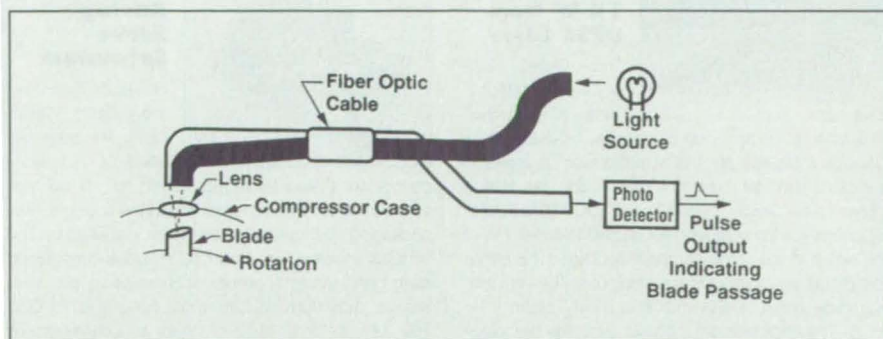 Fiber Optic
Cable
Light
Source
Lens
Compressor Case
Blade
Rotation
Photo
Detector
Pulse
Output
Indicating
Blade Passage